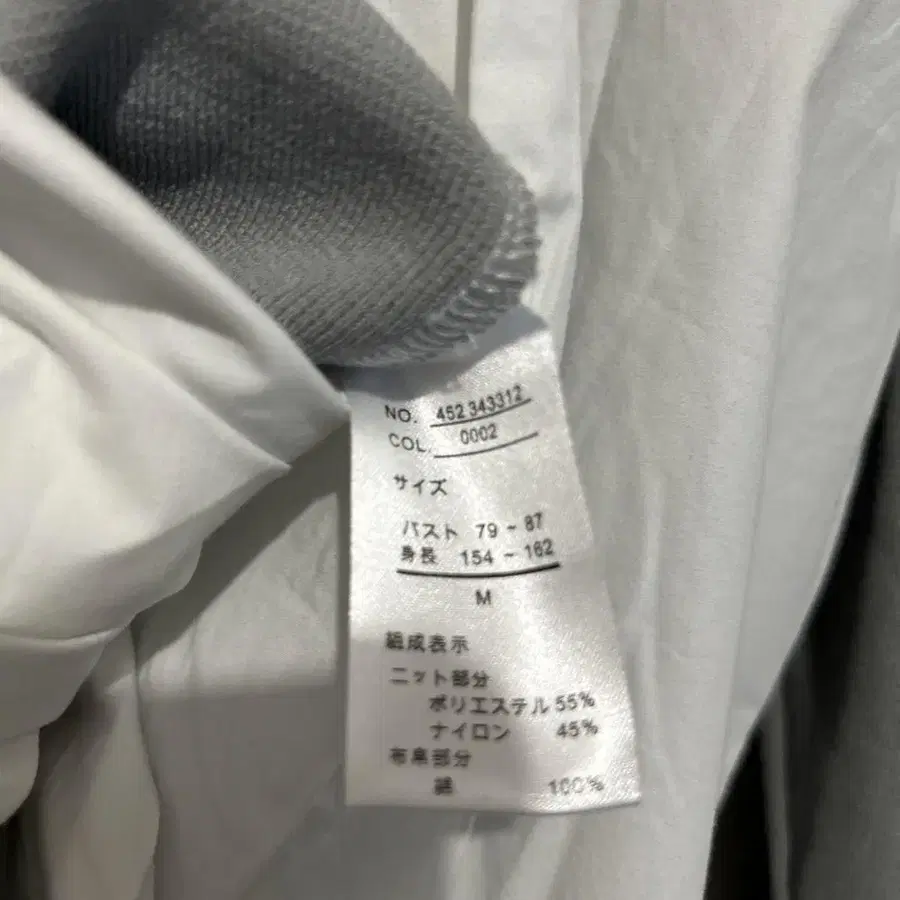 NO. 452343312
COL. 0002
サイズ
バスト 79 - 87
身長 154 - 162
M
組成表示
ニット部分
ポリエステル 55%
ナイロン 45%
布帛部分
綿 100%